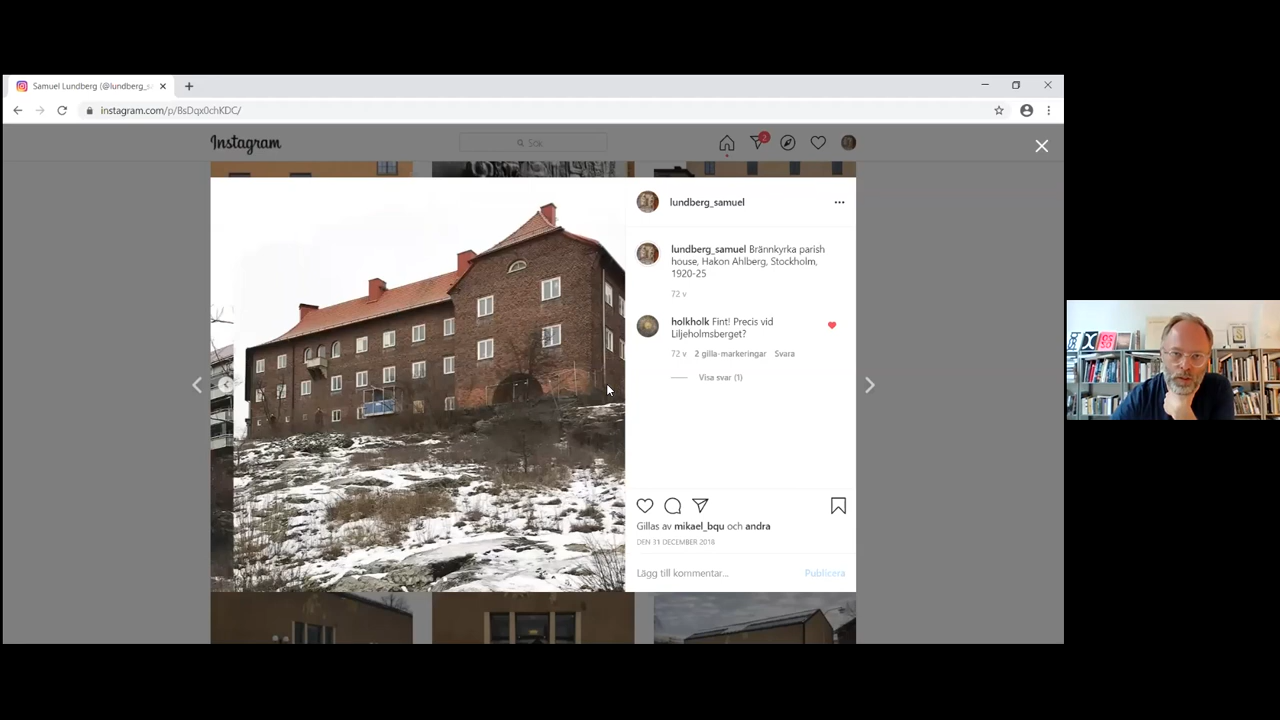 Samuel Lundberg (@lundberg_s
instagram.com/p/BsDqx0chKDC/
Instagram
Sök
2
lundberg_samuel
lundberg_samuel Brännkyrka parish
house, Hakon Ahlberg, Stockholm,
1920-25
72 v
holkholk Fint! Precis vid
Liljeholmsberget?
72 v 2 gilla-markeringar Svara
Visa svar (1)
Gillas av mikael_bqu och andra
DEN 31 DECEMBER 2018
Lägg till kommentar...
Publicera